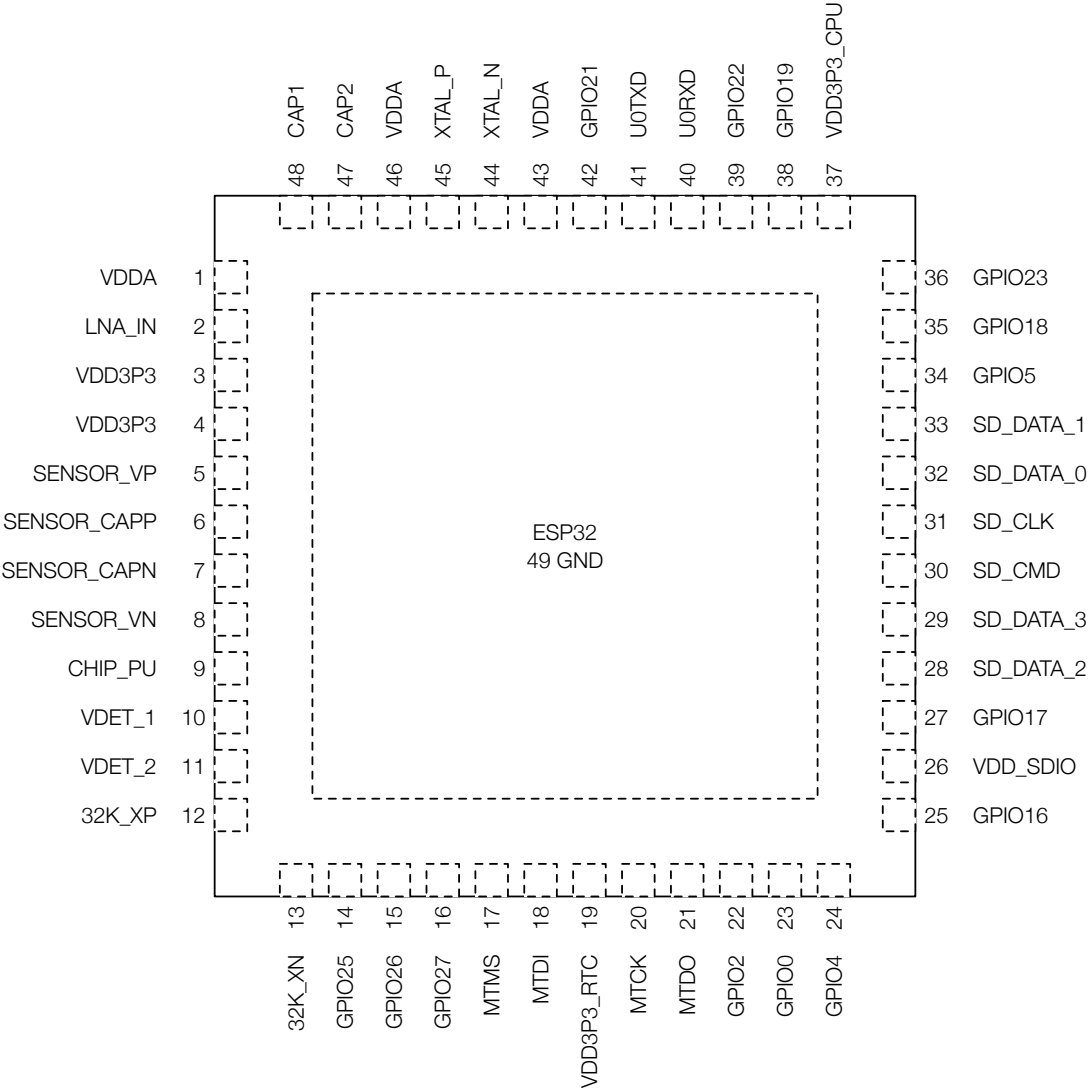 CAP1 48
CAP2 47
VDDA 46
XTAL_P 45
XTAL_N 44
VDDA 43
GPIO21 42
U0TXD 41
U0RXD 40
GPIO22 39
GPIO19 38
VDD3P3_CPU 37
VDDA 1
LNA_IN 2
VDD3P3 3
VDD3P3 4
SENSOR_VP 5
SENSOR_CAPP 6
SENSOR_CAPN 7
SENSOR_VN 8
CHIP_PU 9
VDET_1 10
VDET_2 11
32K_XP 12
ESP32
49 GND
36 GPIO23
35 GPIO18
34 GPIO5
33 SD_DATA_1
32 SD_DATA_0
31 SD_CLK
30 SD_CMD
29 SD_DATA_3
28 SD_DATA_2
27 GPIO17
26 VDD_SDIO
25 GPIO16
32K_XN 13
GPIO25 14
GPIO26 15
GPIO27 16
MTMS 17
MTDI 18
VDD3P3_RTC 19
MTCK 20
MTDO 21
GPIO2 22
GPIO0 23
GPIO4 24